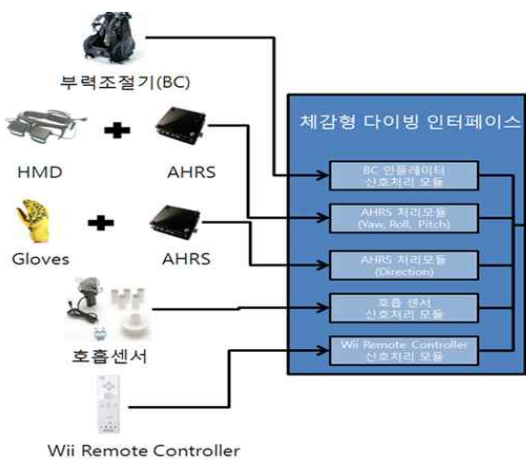 부력조절기(BC)
HMD
AHRS
Gloves
AHRS
호흡센서
Wii Remote Controller
체감형 다이빙 인터페이스
BC 인플레이터
신호처리 모듈
AHRS 처리모듈
(Yaw, Roll, Pitch)
AHRS 처리모듈
(Direction)
호흡 센서
신호처리 모듈
Wii Remote Controller
신호처리 모듈